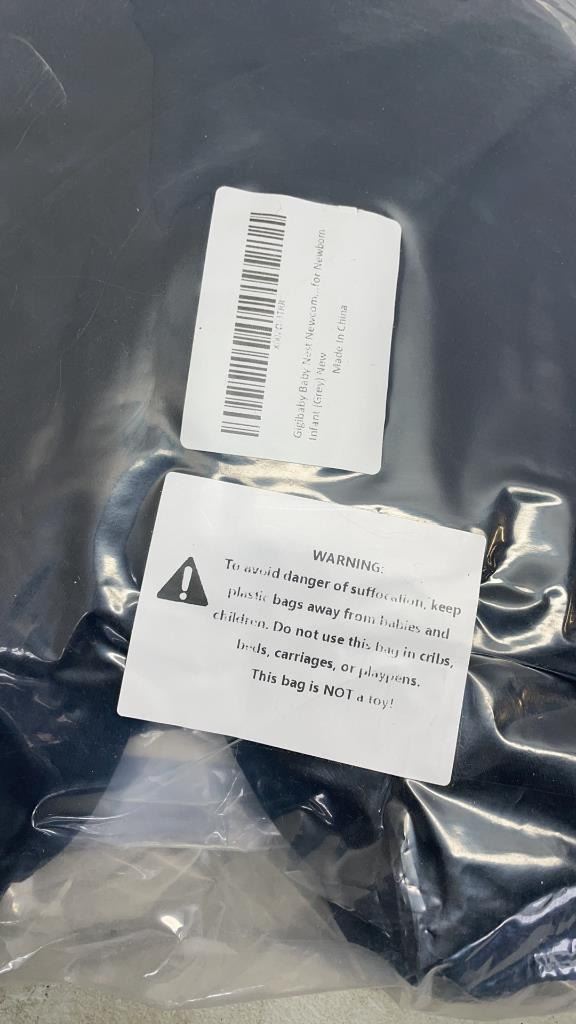 Gigibaby Baby Nest Newcom...for Newborn
Infant (Grey) New
Made In China
WARNING:
To avoid danger of suffocation, keep
plastic bags away from babies and
children. Do not use this bag in cribs,
beds, carriages, or playpens.
This bag is NOT a toy!